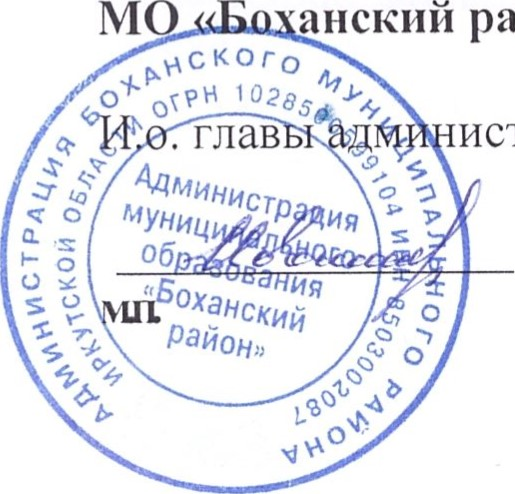 МО «Боханский ра
И.о. главы админист
АДМИНИСТРАЦИЯ БОХАНСКОГО МУНИЦИПАЛЬНОГО РАЙОНА
ИРКУТСКОЙ ОБЛАСТИ ОГРН 10285 99104 ИНН 8503002087
Администрация
муниципального
образования
«Боханский
район»
МП.